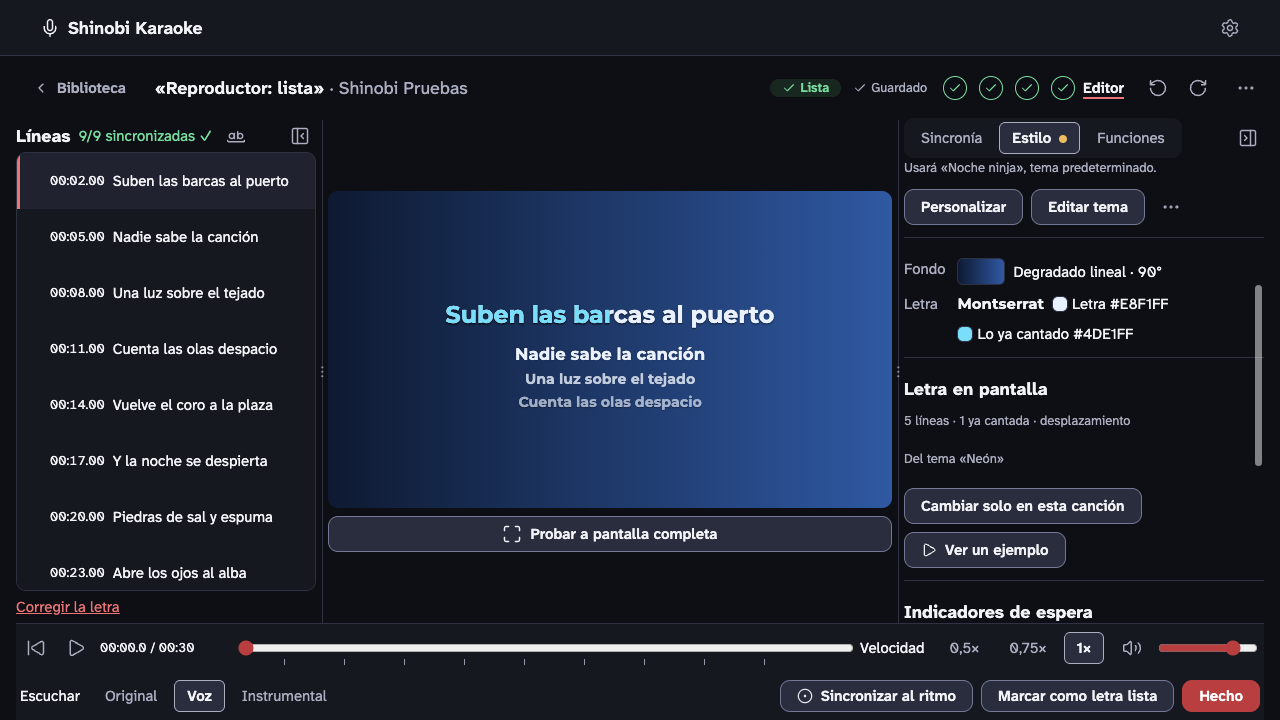 Shinobi Karaoke
Biblioteca
«Reproductor: lista» · Shinobi Pruebas
Lista
Guardado
Editor
Líneas 9/9 sincronizadas
ab
00:02.00 Suben las barcas al puerto
00:05.00 Nadie sabe la canción
00:08.00 Una luz sobre el tejado
00:11.00 Cuenta las olas despacio
00:14.00 Vuelve el coro a la plaza
00:17.00 Y la noche se despierta
00:20.00 Piedras de sal y espuma
00:23.00 Abre los ojos al alba
Corregir la letra
Suben las barcas al puerto
Nadie sabe la canción
Una luz sobre el tejado
Cuenta las olas despacio
Probar a pantalla completa
Sincronía
Estilo
Funciones
Usará «Noche ninja», tema predeterminado.
Personalizar
Editar tema
Fondo Degradado lineal · 90°
Letra Montserrat Letra #E8F1FF
Lo ya cantado #4DE1FF
Letra en pantalla
5 líneas · 1 ya cantada · desplazamiento
Del tema «Neón»
Cambiar solo en esta canción
Ver un ejemplo
Indicadores de espera
00:00.0 / 00:30
Velocidad 0,5× 0,75× 1×
Escuchar Original Voz Instrumental
Sincronizar al ritmo
Marcar como letra lista
Hecho